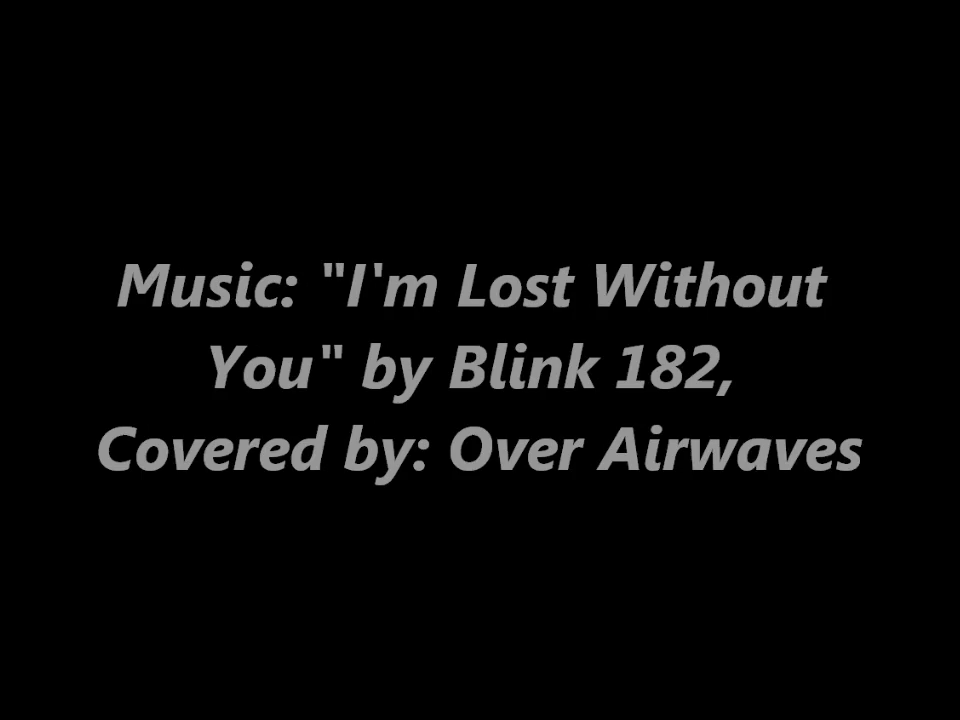 Music: "I'm Lost Without
You" by Blink 182,
Covered by: Over Airwaves